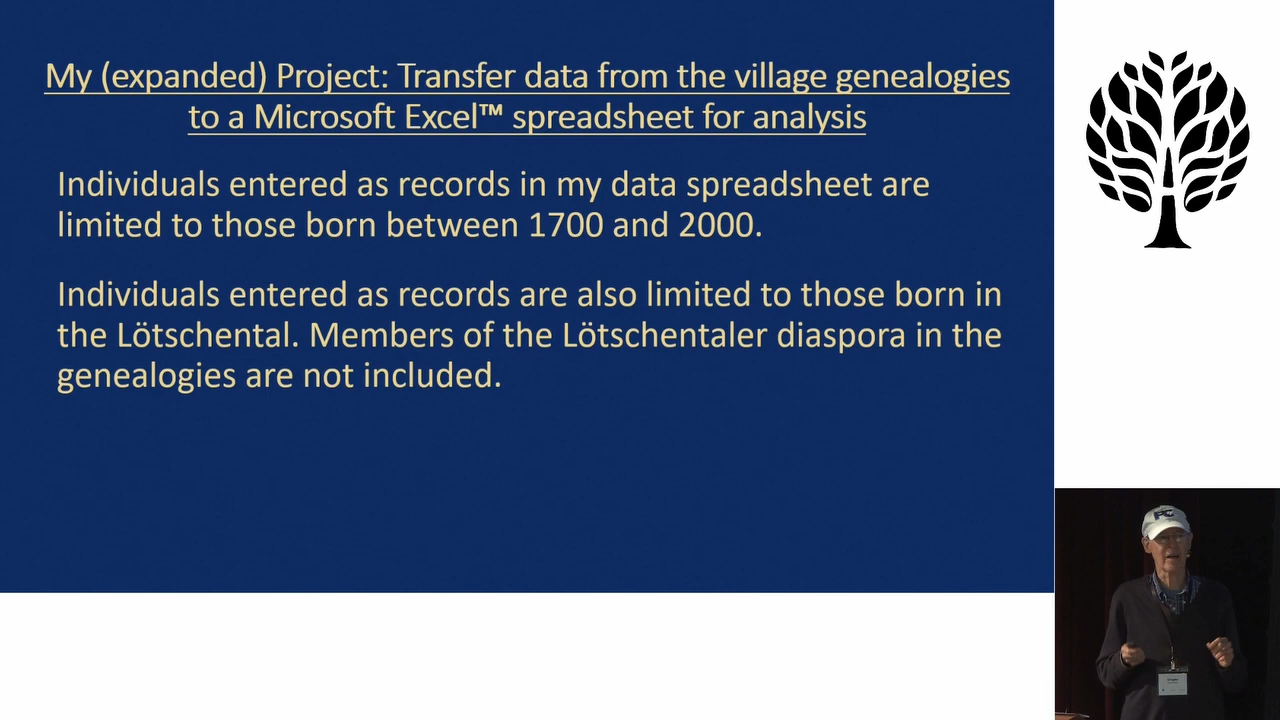 My (expanded) Project: Transfer data from the village genealogies
to a Microsoft Excel™ spreadsheet for analysis
Individuals entered as records in my data spreadsheet are
limited to those born between 1700 and 2000.
Individuals entered as records are also limited to those born in
the Lötschental. Members of the Lötschentaler diaspora in the
genealogies are not included.